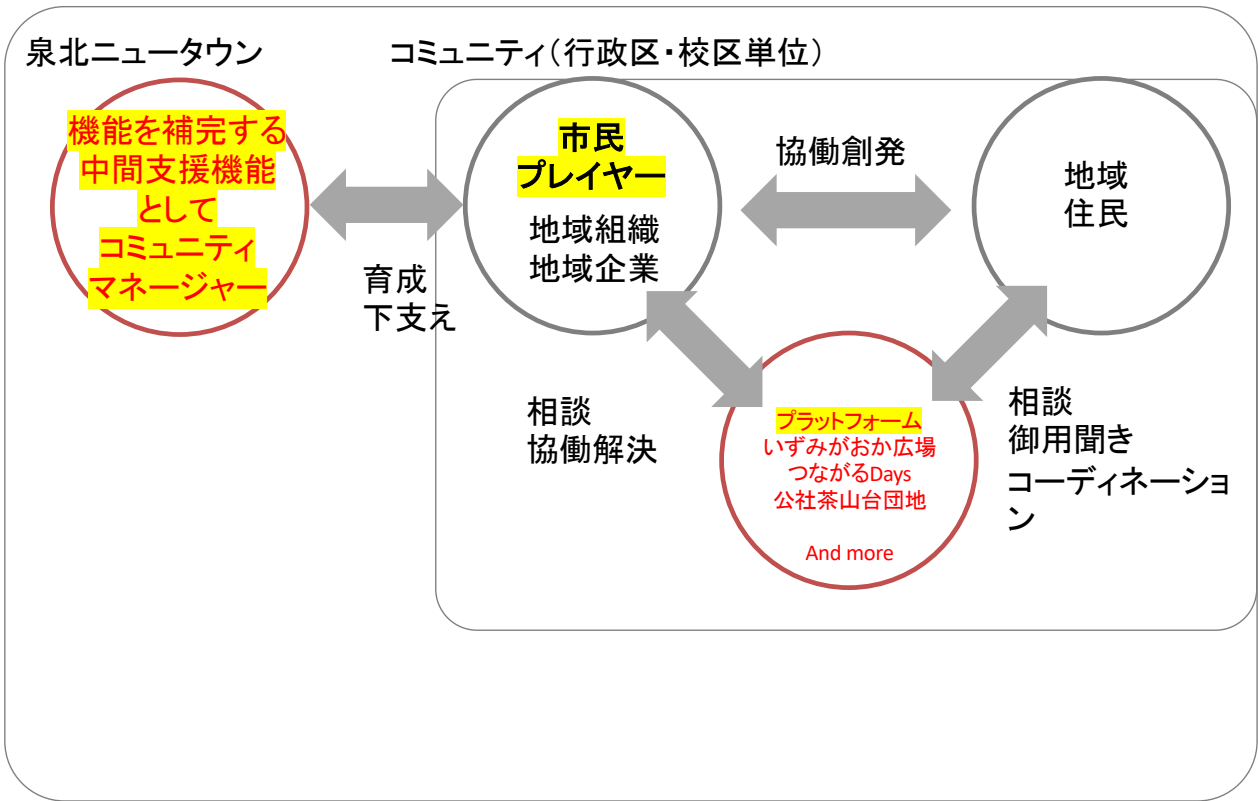 泉北ニュータウン
コミュニティ(行政区・校区単位)
機能を補完する
中間支援機能
として
コミュニティ
マネージャー
育成
下支え
市民
プレイヤー
地域組織
地域企業
協働創発
地域
住民
相談
協働解決
プラットフォーム
いずみがおか広場
つながるDays
公社茶山台団地
And more
相談
御用聞き
コーディネーショ
ン